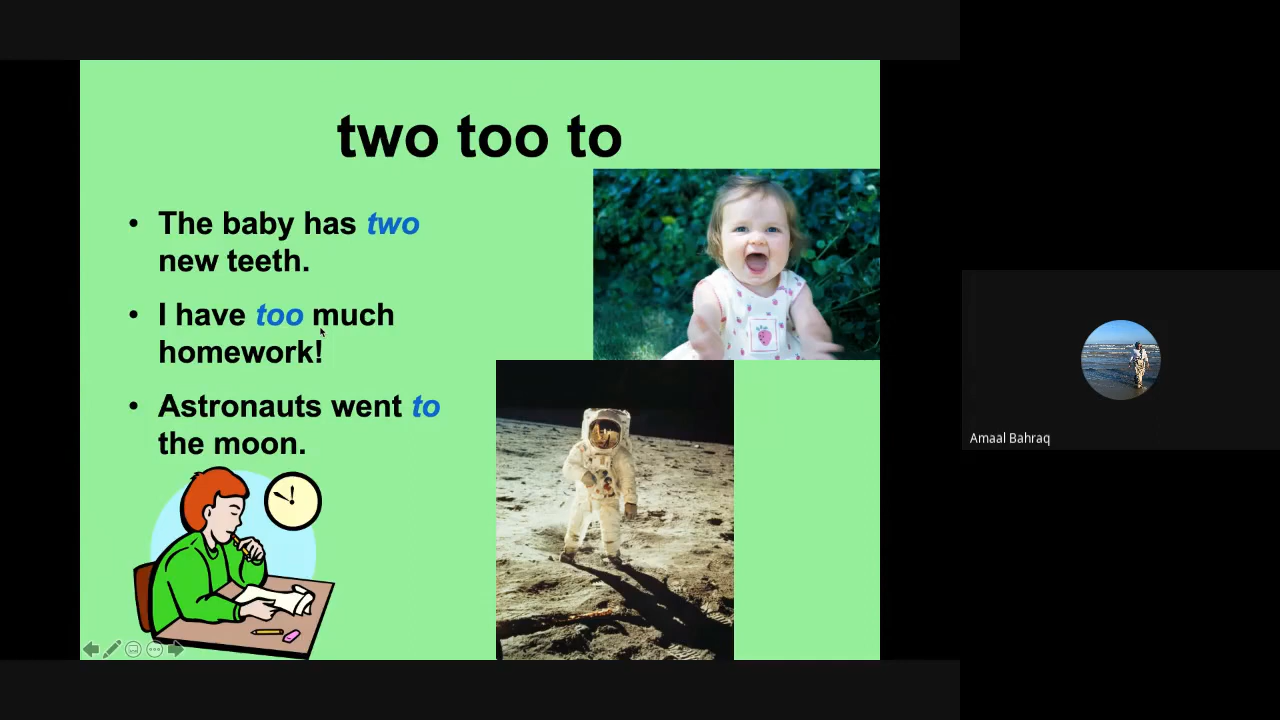 two too to
• The baby has two
new teeth.
• I have too much
homework!
• Astronauts went to
the moon.
Amaal Bahraq